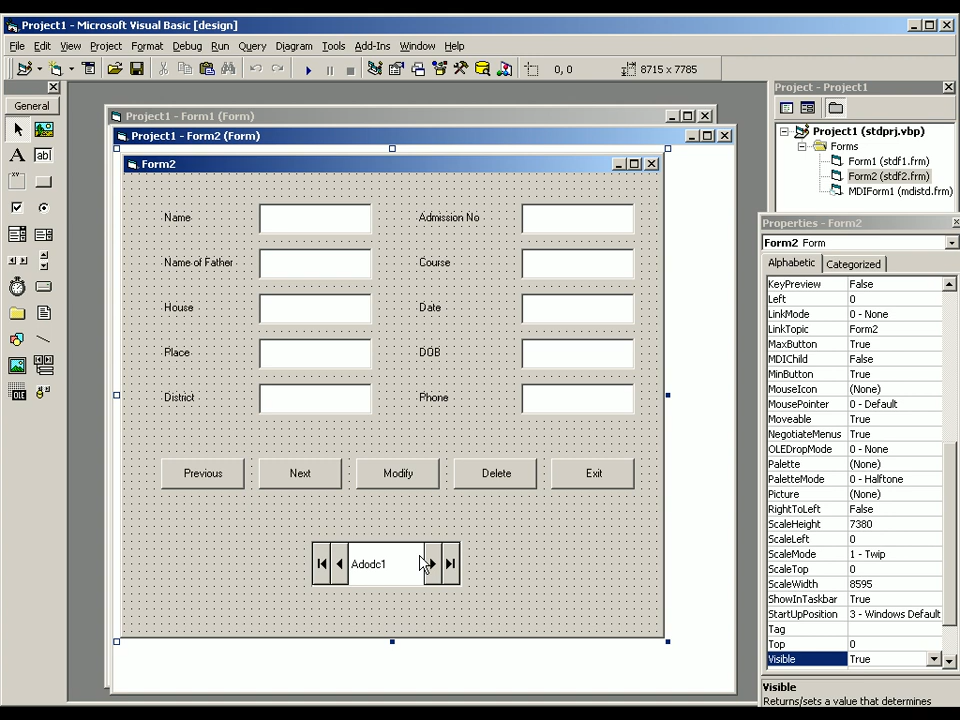 Project1 - Microsoft Visual Basic [design]
File Edit View Project Format Debug Run Query Diagram Tools Add-Ins Window Help
0, 0
8715 x 7785
General
A
ab|
XY
OLE
Project1 - Form1 (Form)
Project1 - Form2 (Form)
Form2
Name
Admission No
Name of Father
Course
House
Date
Place
DOB
District
Phone
Previous
Next
Modify
Delete
Exit
Adodc1
Project - Project1
Project1 (stdprj.vbp)
Forms
Form1 (stdf1.frm)
Form2 (stdf2.frm)
MDIForm1 (mdistd.frm)
Properties - Form2
Form2 Form
Alphabetic Categorized
KeyPreview False
Left 0
LinkMode 0 - None
LinkTopic Form2
MaxButton True
MDIChild False
MinButton True
MouseIcon (None)
MousePointer 0 - Default
Moveable True
NegotiateMenus True
OLEDropMode 0 - None
Palette (None)
PaletteMode 0 - Halftone
Picture (None)
RightToLeft False
ScaleHeight 7380
ScaleLeft 0
ScaleMode 1 - Twip
ScaleTop 0
ScaleWidth 8595
ShowInTaskbar True
StartUpPosition 3 - Windows Default
Tag
Top 0
Visible True
Visible
Returns/sets a value that determines